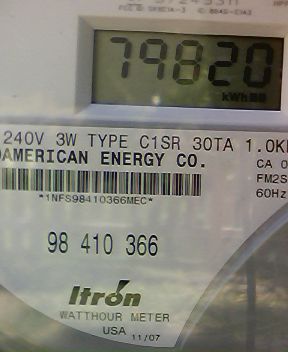 79820
kWh
240V 3W TYPE C1SR 30TA 1.0K
AMERICAN ENERGY CO.
CA 0
*1NFS98410366MEC*
FM2S
60Hz
98 410 366
Itron
WATTHOUR METER
USA 11/07